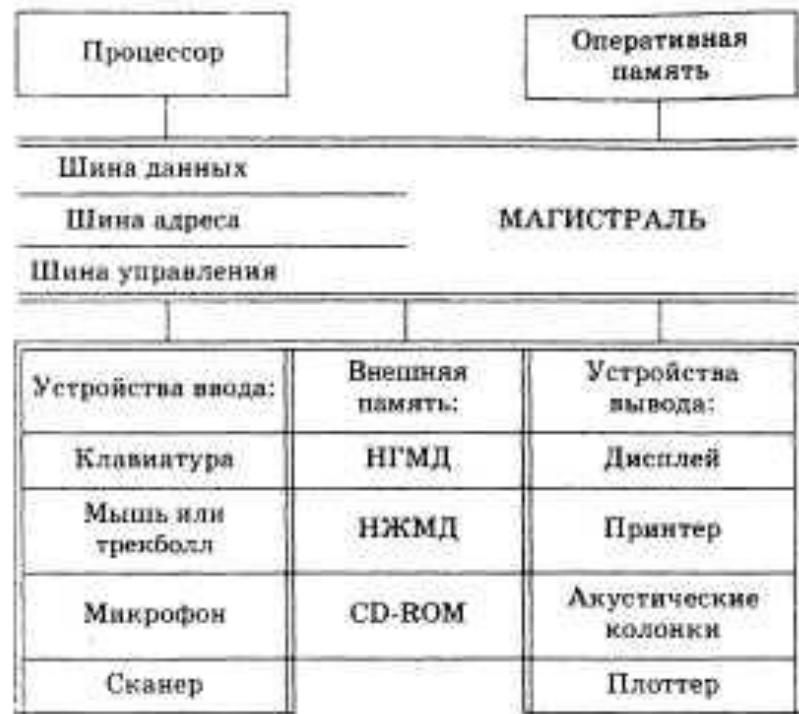 Процессор
Оперативная
память
Шина данных
Шина адреса
МАГИСТРАЛЬ
Шина управления
Устройства ввода:
Внешняя
память:
Устройства
вывода:
Клавиатура
НГМД
Дисплей
Мышь или
трекболл
НЖМД
Принтер
Микрофон
CD-ROM
Акустические
колонки
Сканер
Плоттер